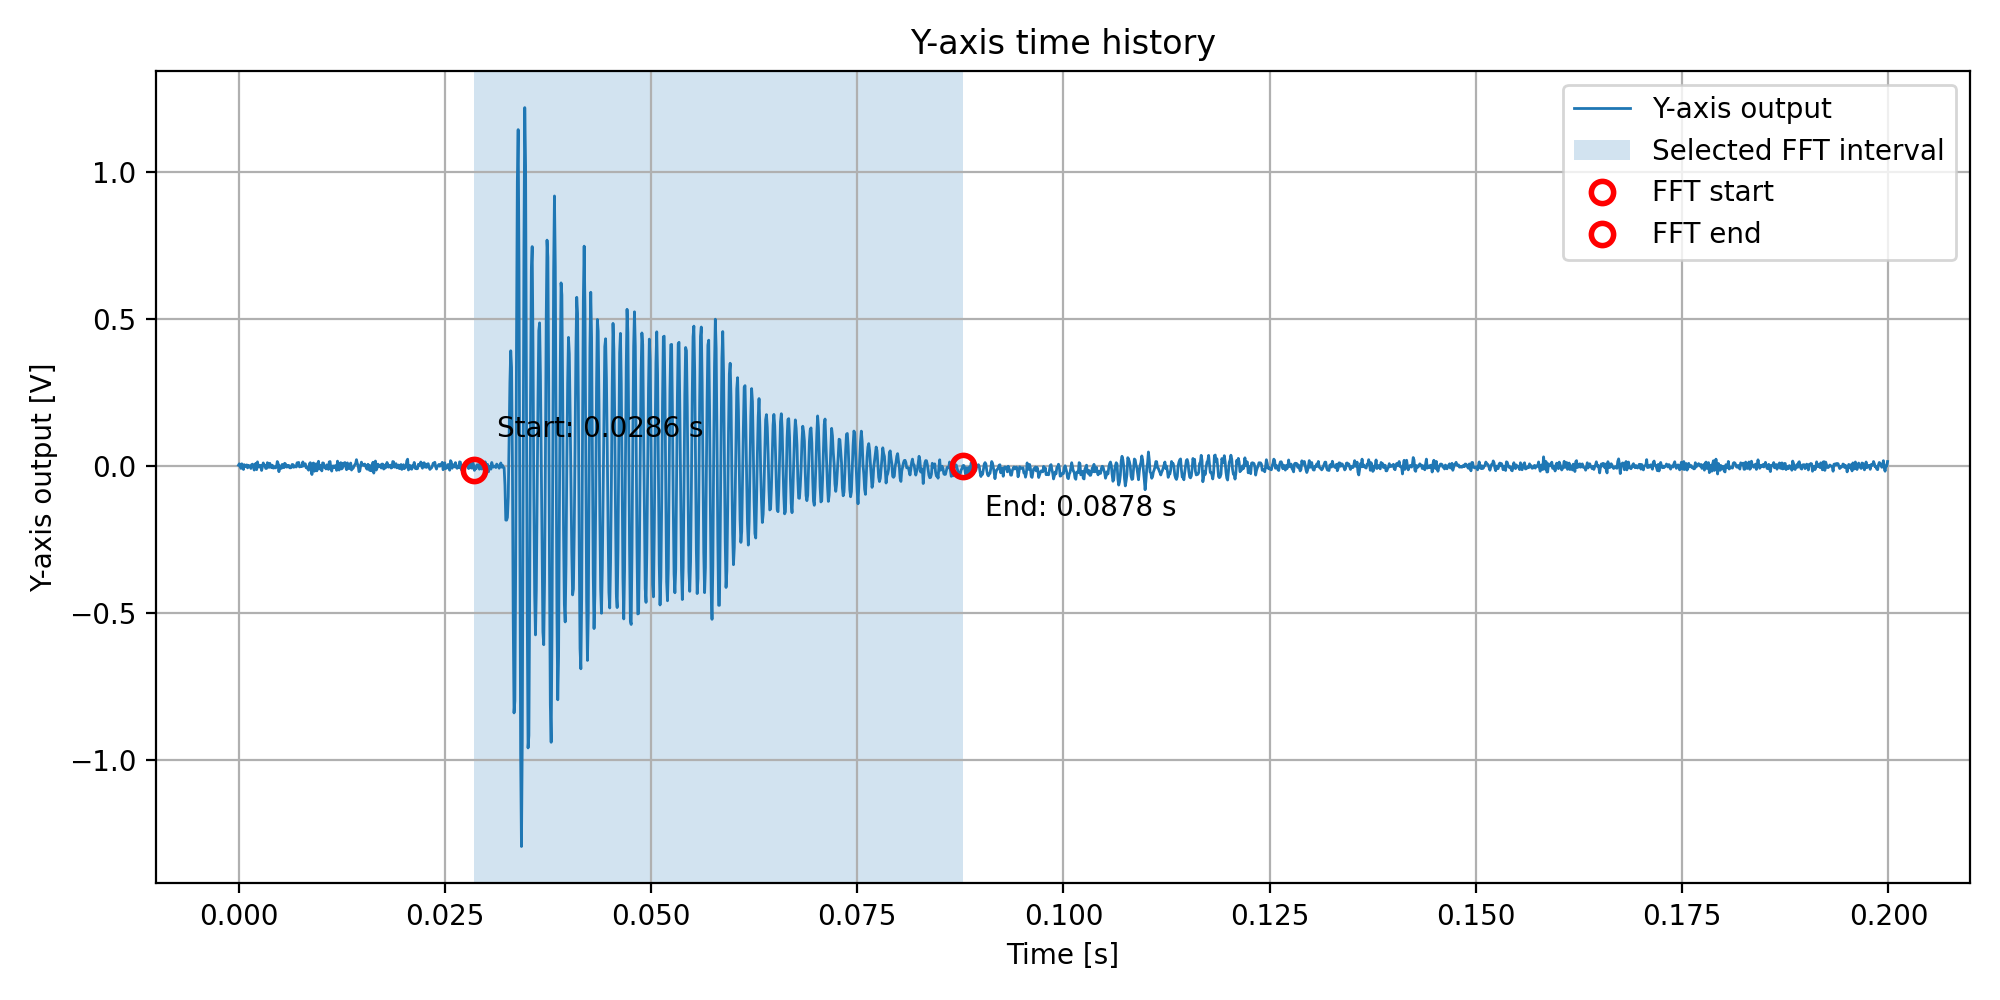 Y-axis time history
Y-axis output
Selected FFT interval
FFT start
FFT end
1.0
0.5
0.0
−0.5
−1.0
Y-axis output [V]
Start: 0.0286 s
End: 0.0878 s
0.000 0.025 0.050 0.075 0.100 0.125 0.150 0.175 0.200
Time [s]